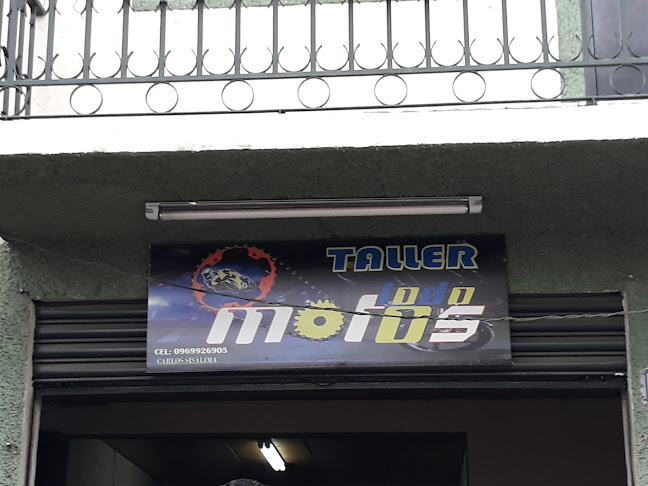 TALLER
todo
motos
CEL: 0969926905
CARLOS SISALIMA